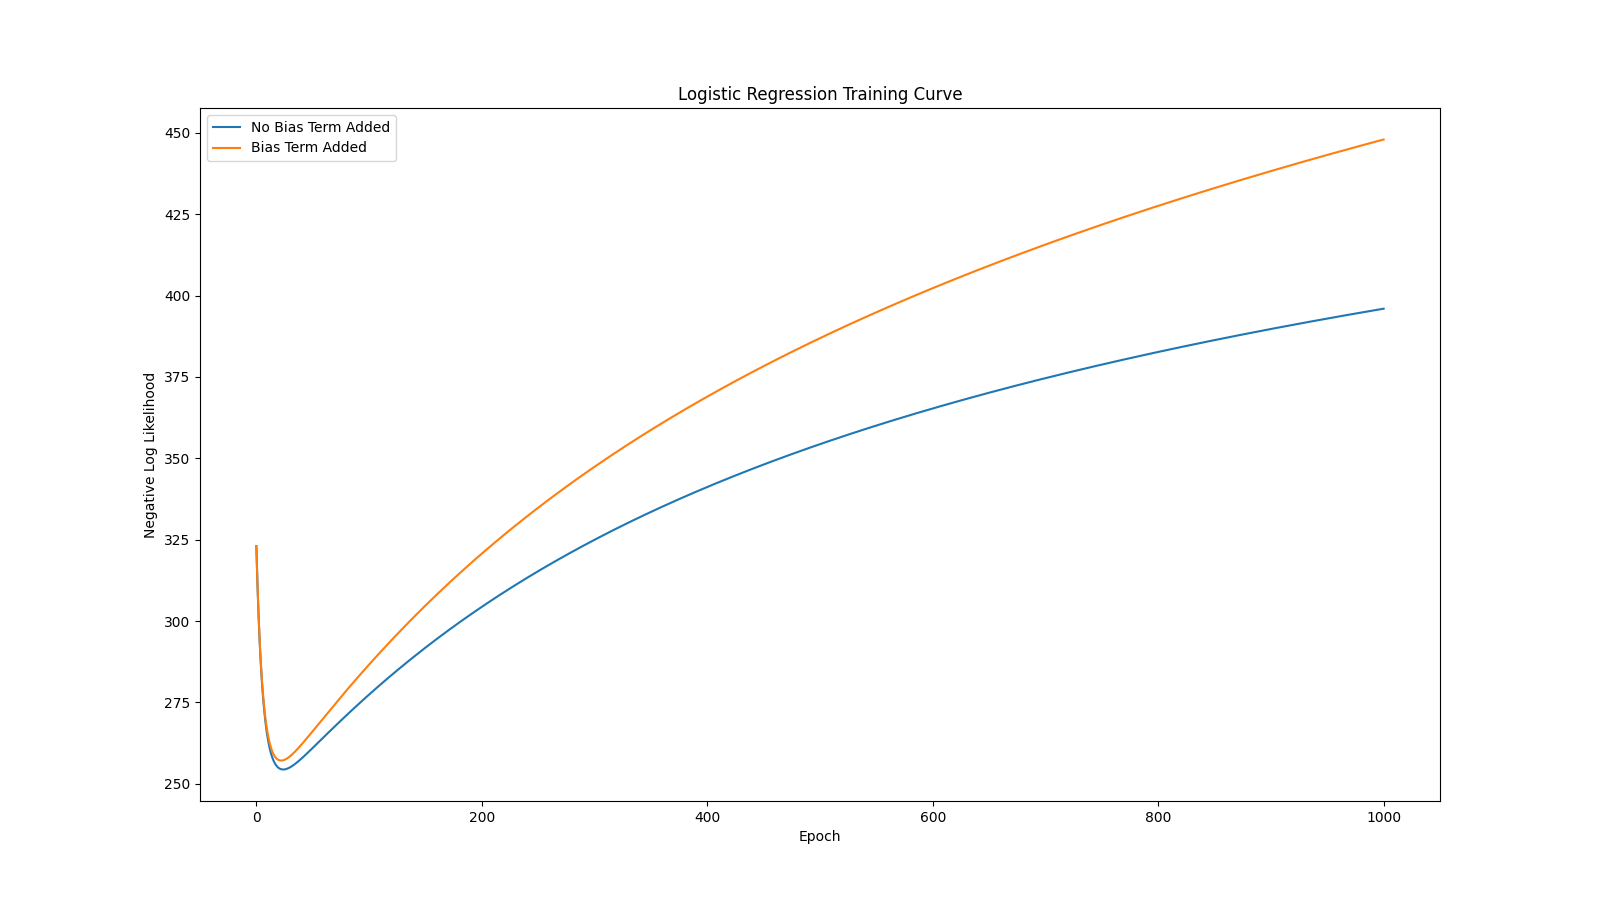 Logistic Regression Training Curve
No Bias Term Added
Bias Term Added
Negative Log Likelihood
450
425
400
375
350
325
300
275
250
0 200 400 600 800 1000
Epoch